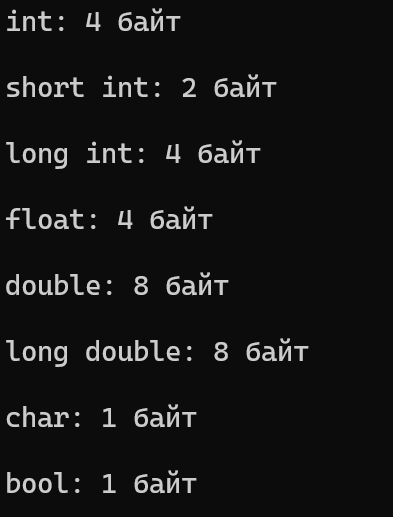 int: 4 байт
short int: 2 байт
long int: 4 байт
float: 4 байт
double: 8 байт
long double: 8 байт
char: 1 байт
bool: 1 байт